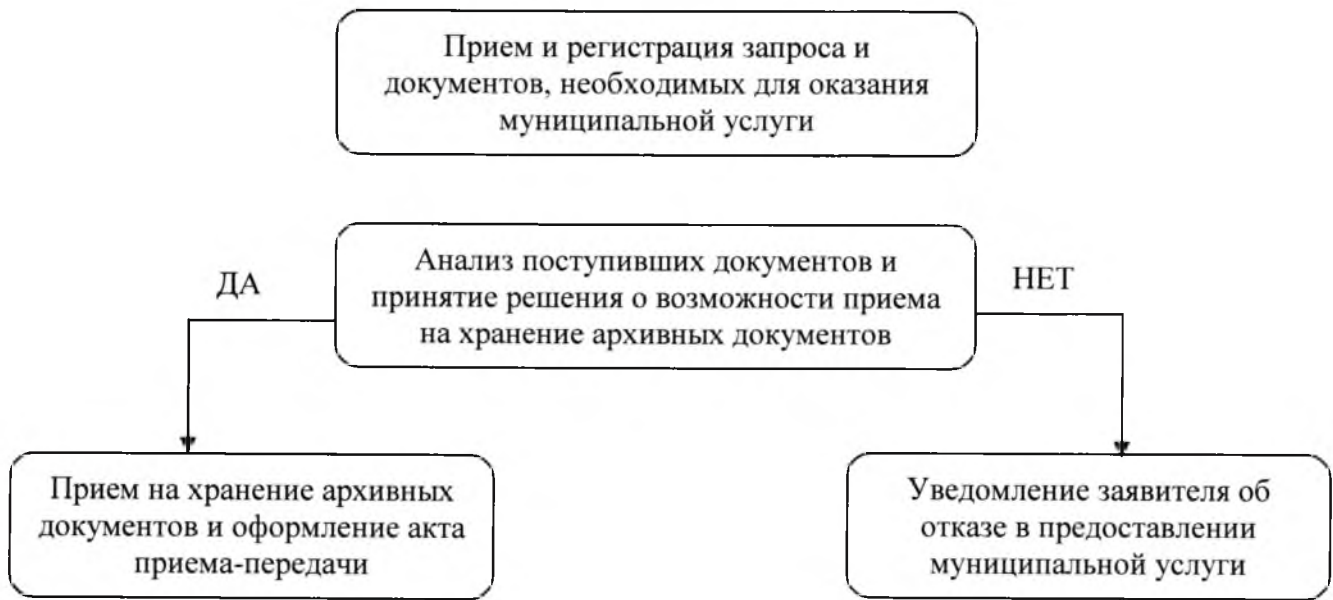 Прием и регистрация запроса и
документов, необходимых для оказания
муниципальной услуги
Анализ поступивших документов и
принятие решения о возможности приема
на хранение архивных документов
ДА
НЕТ
Прием на хранение архивных
документов и оформление акта
приема-передачи
Уведомление заявителя об
отказе в предоставлении
муниципальной услуги